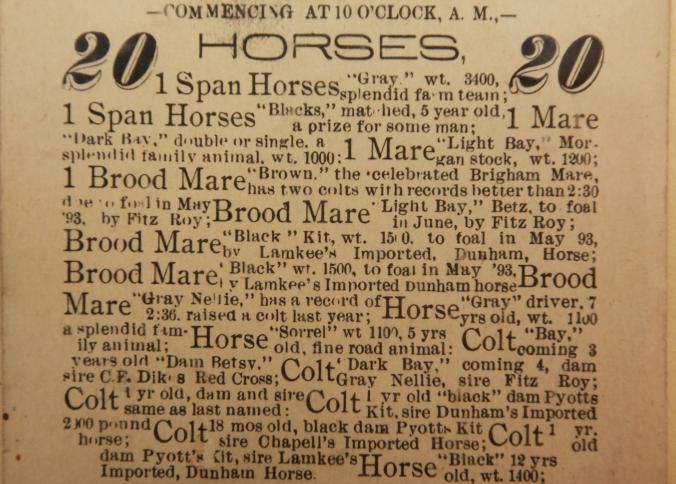 —COMMENCING AT 10 O'CLOCK, A. M.,—
20 HORSES, 20
1 Span Horses "Gray," wt. 3400, splendid farm team;
1 Span Horses "Blacks," matched, 5 year old, a prize for some man; 1 Mare
"Dark Bay," double or single, a splendid family animal, wt. 1000; 1 Mare "Light Bay," Morgan stock, wt. 1200;
1 Brood Mare "Brown," the celebrated Brigham Mare, has two colts with records better than 2:30
due to foal in May '93, by Fitz Roy; Brood Mare "Light Bay," Betz, to foal in June, by Fitz Roy;
Brood Mare "Black" Kit, wt. 1500, to foal in May 93, by Lamkee's Imported, Dunham, Horse;
Brood Mare, "Black" wt. 1500, to foal in May '93, by Lamkee's Imported Dunham horse Brood
Mare "Gray Nellie," has a record of 2:36, raised a colt last year; Horse "Gray" driver, 7 yrs old, wt. 1100
a splendid family animal; Horse "Sorrel" wt 1100, 5 yrs old, fine road animal; Colt "Bay," coming 3
years old "Dam Betsy," sire C.F. Dike's Red Cross; Colt "Dark Bay," coming 4, dam Gray Nellie, sire Fitz Roy;
Colt 1 yr old, dam and sire same as last named; Colt 1 yr old "black" dam Pyotts Kit, sire Dunham's Imported
2000 pound horse; Colt 18 mos old, black dam Pyotts Kit sire Chapell's Imported Horse; Colt 1 yr. old
dam Pyott's Kit, sire Lamkee's Imported, Dunham Horse. Horse "Black" 12 yrs old, wt. 1400;